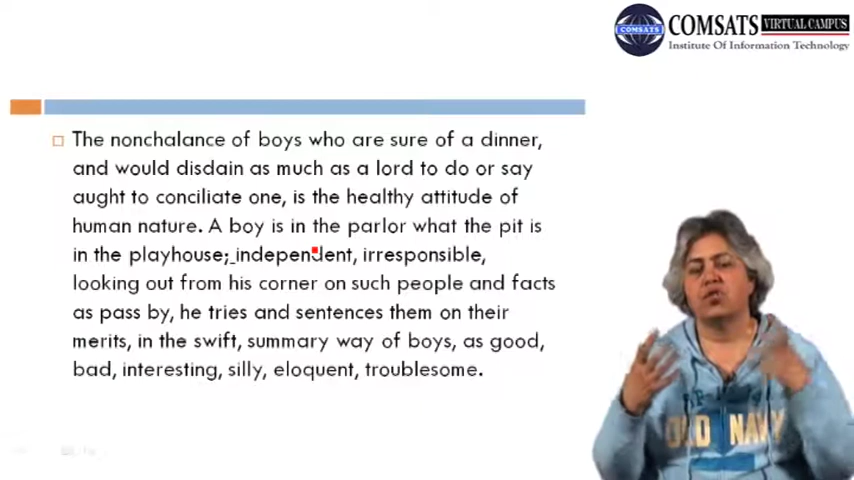 COMSATS
COMSATS VIRTUAL CAMPUS
Institute Of Information Technology
The nonchalance of boys who are sure of a dinner,
and would disdain as much as a lord to do or say
aught to conciliate one, is the healthy attitude of
human nature. A boy is in the parlor what the pit is
in the playhouse; independent, irresponsible,
looking out from his corner on such people and facts
as pass by, he tries and sentences them on their
merits, in the swift, summary way of boys, as good,
bad, interesting, silly, eloquent, troublesome.
OLD NAVY